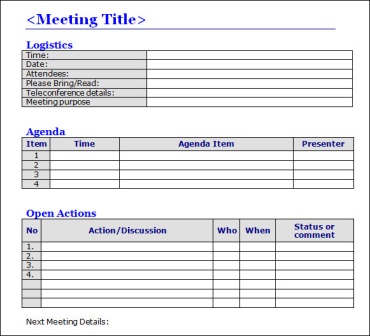 <Meeting Title>
Logistics
Time:
Date:
Attendees:
Please Bring/Read:
Teleconference details:
Meeting purpose
Agenda
Item Time Agenda Item Presenter
1
2
3
4
Open Actions
No Action/Discussion Who When Status or comment
1.
2.
3.
4.
Next Meeting Details: